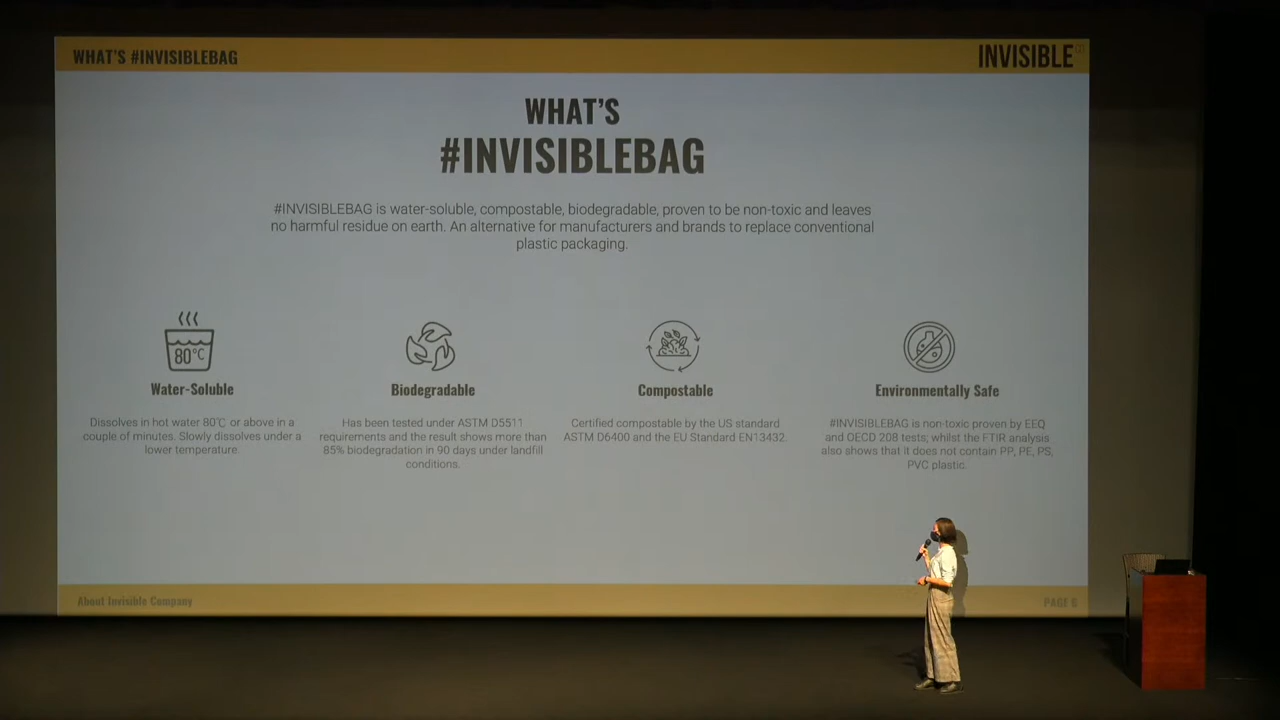 WHAT'S #INVISIBLEBAG
INVISIBLE
WHAT'S
#INVISIBLEBAG
#INVISIBLEBAG is water-soluble, compostable, biodegradable, proven to be non-toxic and leaves
no harmful residue on earth. An alternative for manufacturers and brands to replace conventional
plastic packaging.
80°C
Water-Soluble
Dissolves in hot water 80℃ or above in a
couple of minutes. Slowly dissolves under a
lower temperature.
Biodegradable
Has been tested under ASTM D5511
requirements and the result shows more than
85% biodegradation in 90 days under landfill
conditions.
Compostable
Certified compostable by the US standard
ASTM D6400 and the EU Standard EN13432.
Environmentally Safe
#INVISIBLEBAG is non-toxic proven by EEQ
and OECD 208 tests; whilst the FTIR analysis
also shows that it does not contain PP, PE, PS,
PVC plastic.
About Invisible Company
PAGE